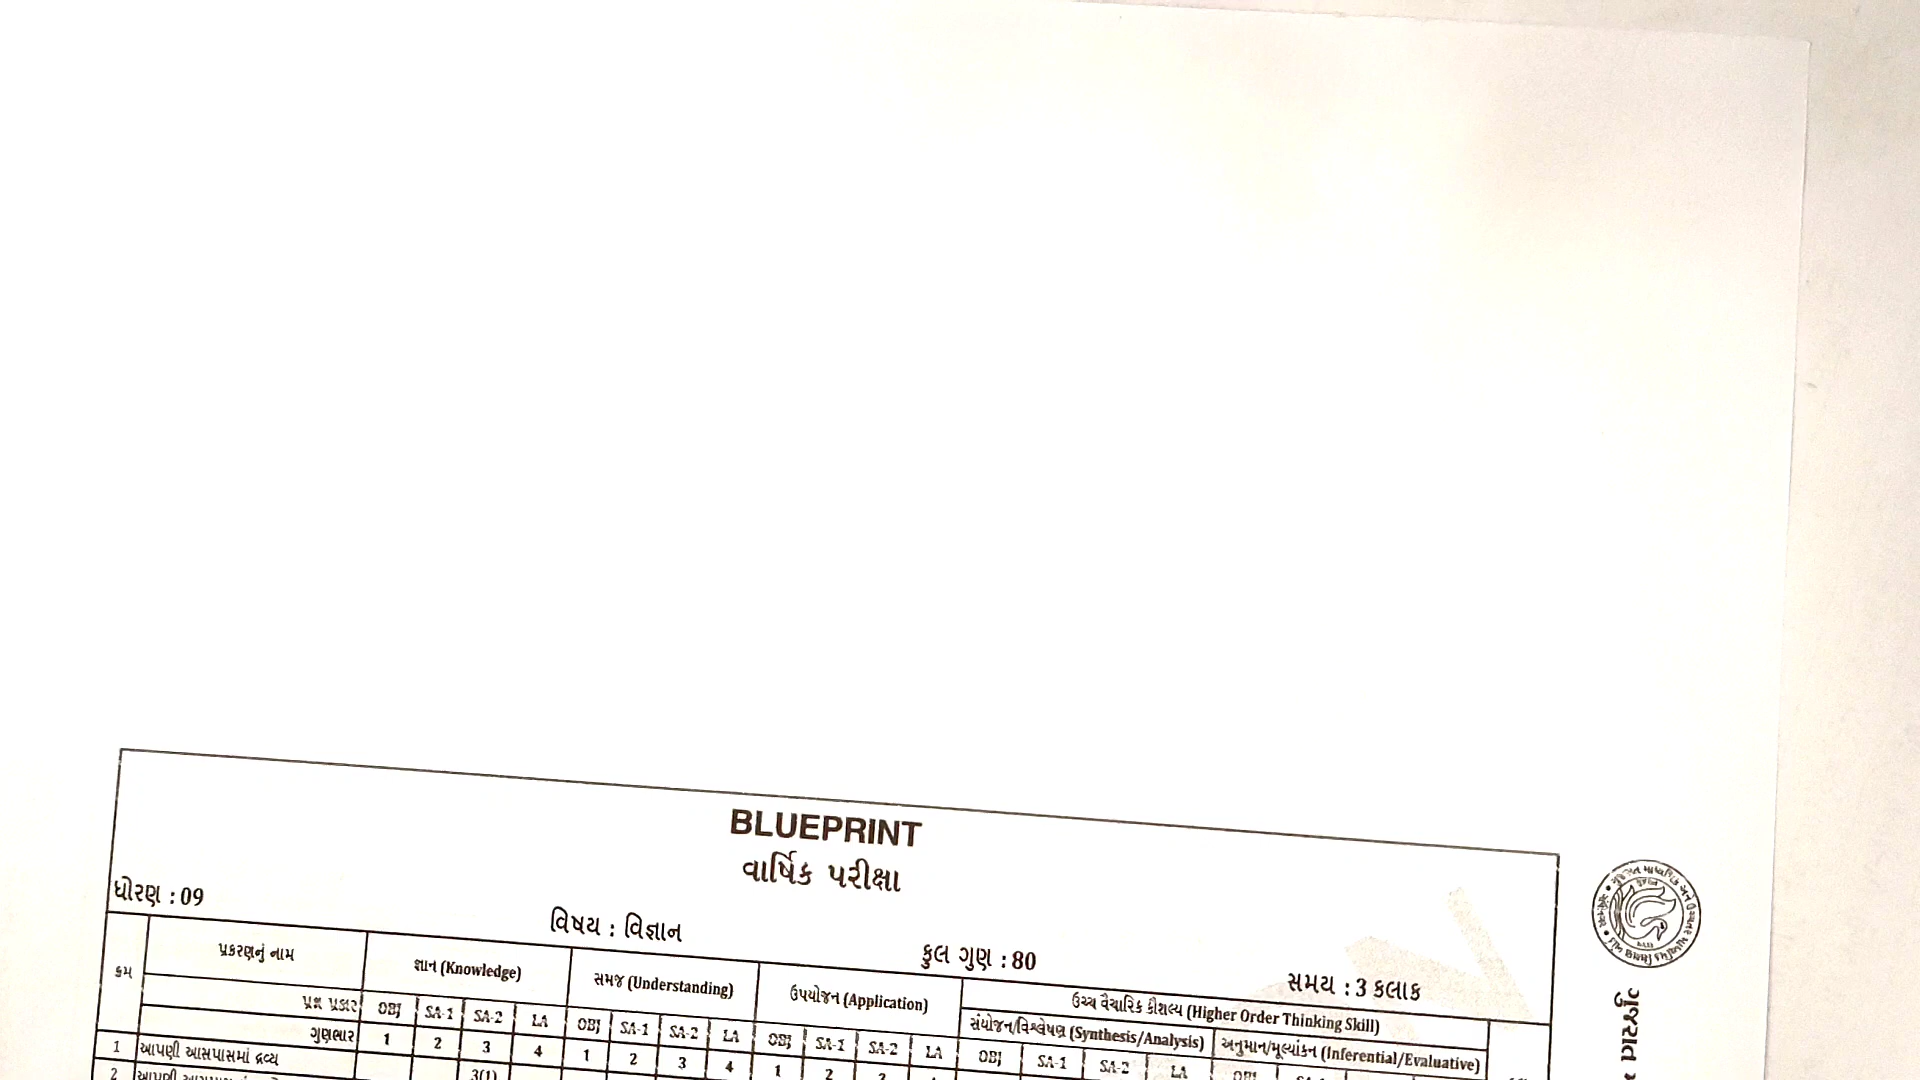 BLUEPRINT
વાર્ષિક પરીક્ષા
ધોરણ : 09
વિષય : વિજ્ઞાન
કુલ ગુણ : 80
સમય : 3 કલાક
ક્રમ પ્રકરણનું નામ જ્ઞાન (Knowledge) સમજ (Understanding) ઉપયોજન (Application) ઉચ્ચ વૈચારિક કૌશલ્ય (Higher Order Thinking Skill)
સંયોજન/વિશ્લેષણ (Synthesis/Analysis) અનુમાન/મૂલ્યાંકન (Inferential/Evaluative)
પ્રશ્ન પ્રકાર OBJ SA-1 SA-2 LA OBJ SA-1 SA-2 LA OBJ SA-1 SA-2 LA OBJ SA-1 SA-2 LA OBJ
ગુણભાર 1 2 3 4 1 2 3 4 1 2
1 આપણી આસપાસમાં દ્રવ્ય 3(1)
2
ગુજરાત